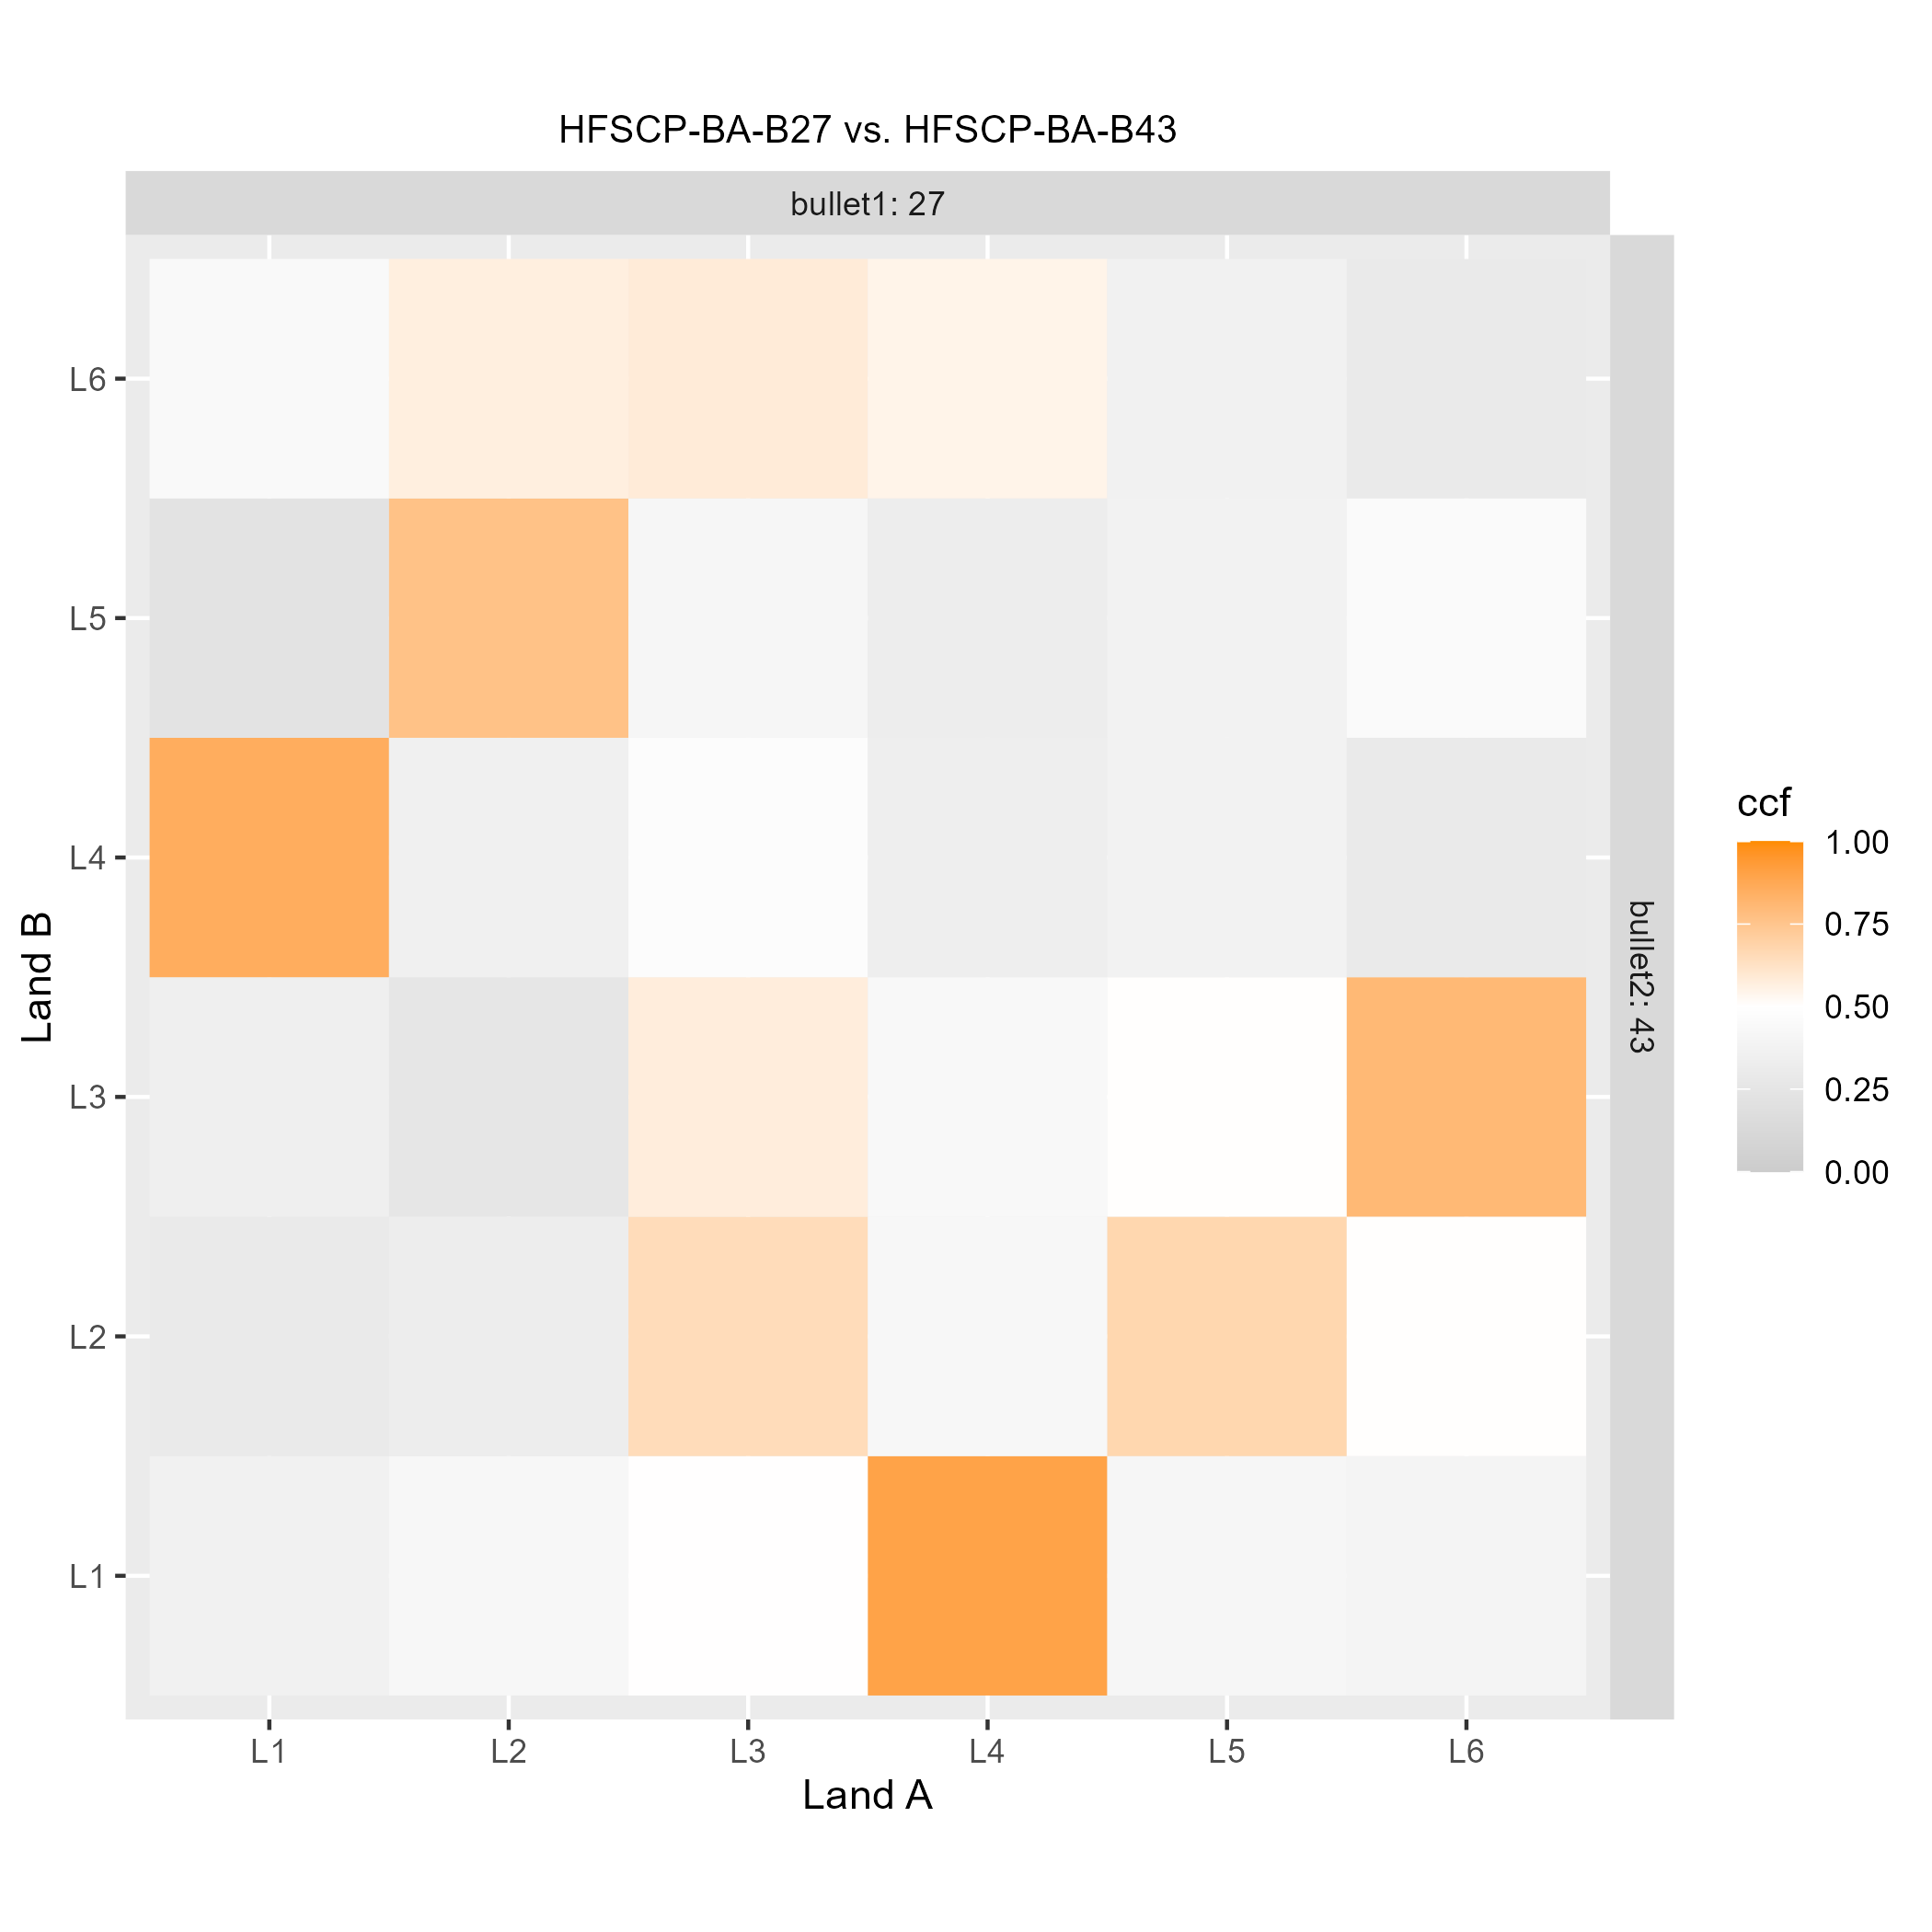 HFSCP-BA-B27 vs. HFSCP-BA-B43
bullet1: 27
L6
L5
L4
L3
L2
L1
Land B
bullet2: 43
ccf
1.00
0.75
0.50
0.25
0.00
L1 L2 L3 L4 L5 L6
Land A